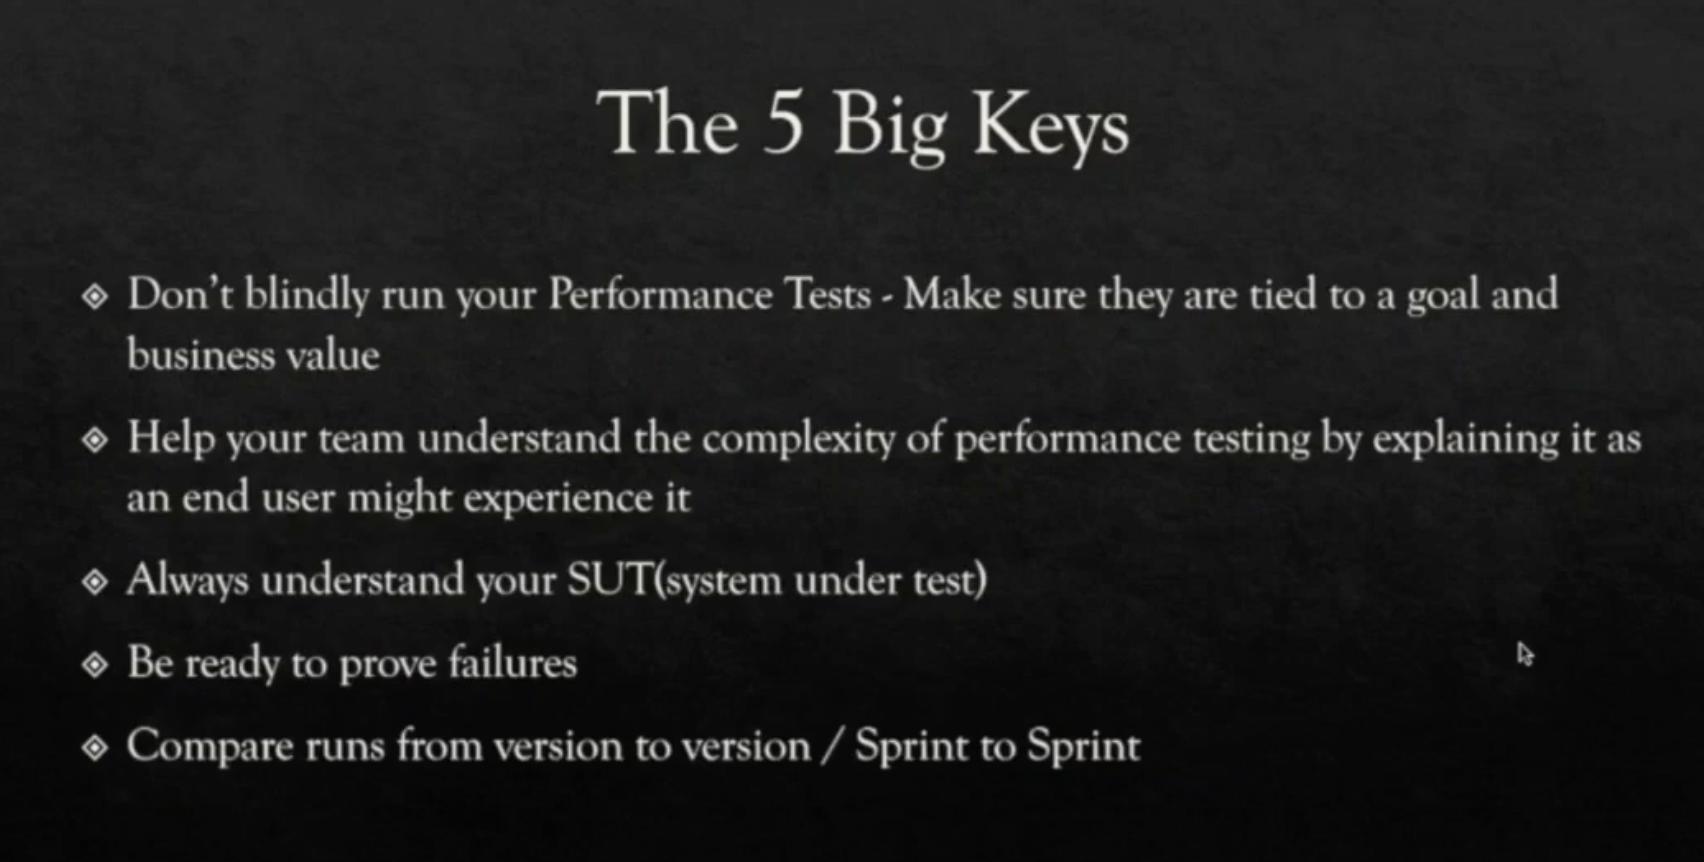 The 5 Big Keys
Don't blindly run your Performance Tests - Make sure they are tied to a goal and
business value
Help your team understand the complexity of performance testing by explaining it as
an end user might experience it
Always understand your SUT(system under test)
Be ready to prove failures
Compare runs from version to version / Sprint to Sprint